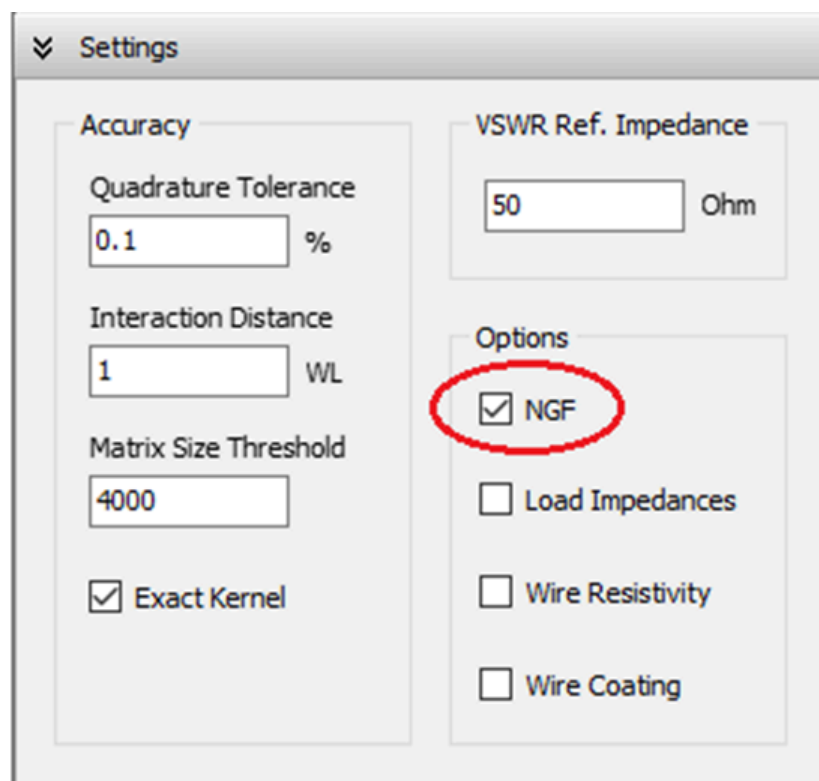 Settings
Accuracy
Quadrature Tolerance
0.1 %
Interaction Distance
1 WL
Matrix Size Threshold
4000
Exact Kernel
VSWR Ref. Impedance
50 Ohm
Options
NGF
Load Impedances
Wire Resistivity
Wire Coating